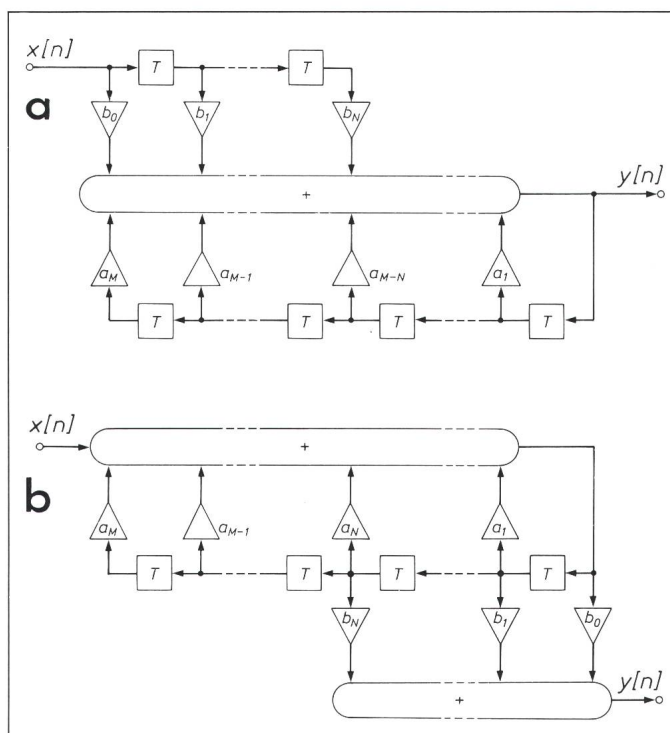 x[n]
T T
a
b0 b1 bN
y[n]
+
aM aM-1 aM-N a1
T T T T
x[n]
+
b
aM aM-1 aN a1
T T T T
bN b1 b0
y[n]
+